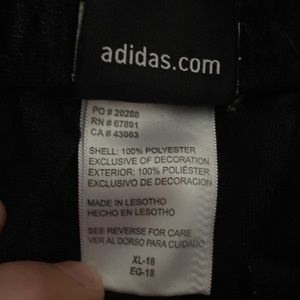 adidas.com
PO # 20288
RN # 67891
CA # 43063
SHELL: 100% POLYESTER
EXCLUSIVE OF DECORATION
EXTERIOR: 100% POLIÉSTER
EXCLUSIVO DE DECORACIÓN
MADE IN LESOTHO
HECHO EN LESOTHO
SEE REVERSE FOR CARE
VER AL DORSO PARA CUIDADO
XL-18
EG-18